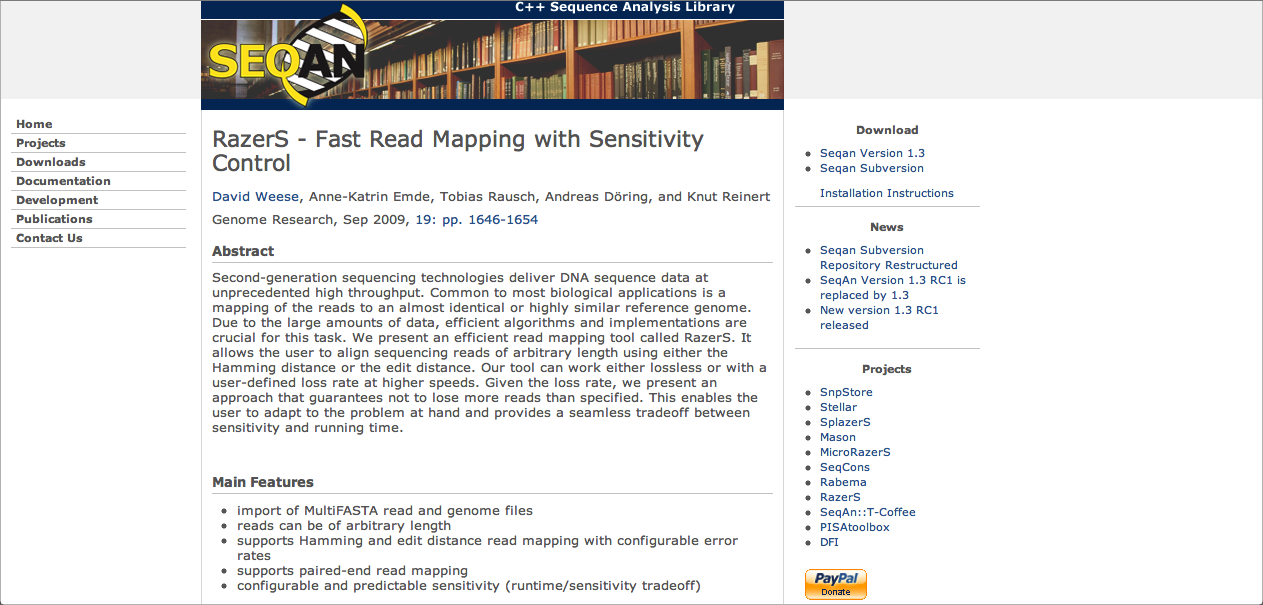 C++ Sequence Analysis Library
SEQAN
Home
Projects
Downloads
Documentation
Development
Publications
Contact Us
RazerS - Fast Read Mapping with Sensitivity
Control
David Weese, Anne-Katrin Emde, Tobias Rausch, Andreas Döring, and Knut Reinert
Genome Research, Sep 2009, 19: pp. 1646-1654
Abstract
Second-generation sequencing technologies deliver DNA sequence data at
unprecedented high throughput. Common to most biological applications is a
mapping of the reads to an almost identical or highly similar reference genome.
Due to the large amounts of data, efficient algorithms and implementations are
crucial for this task. We present an efficient read mapping tool called RazerS. It
allows the user to align sequencing reads of arbitrary length using either the
Hamming distance or the edit distance. Our tool can work either lossless or with a
user-defined loss rate at higher speeds. Given the loss rate, we present an
approach that guarantees not to lose more reads than specified. This enables the
user to adapt to the problem at hand and provides a seamless tradeoff between
sensitivity and running time.
Main Features
• import of MultiFASTA read and genome files
• reads can be of arbitrary length
• supports Hamming and edit distance read mapping with configurable error
rates
• supports paired-end read mapping
• configurable and predictable sensitivity (runtime/sensitivity tradeoff)
Download
• Seqan Version 1.3
• Seqan Subversion
Installation Instructions
News
• Seqan Subversion
Repository Restructured
• SeqAn Version 1.3 RC1 is
replaced by 1.3
• New version 1.3 RC1
released
Projects
• SnpStore
• Stellar
• SplazerS
• Mason
• MicroRazerS
• SeqCons
• Rabema
• RazerS
• SeqAn::T-Coffee
• PISAtoolbox
• DFI
PayPal
Donate